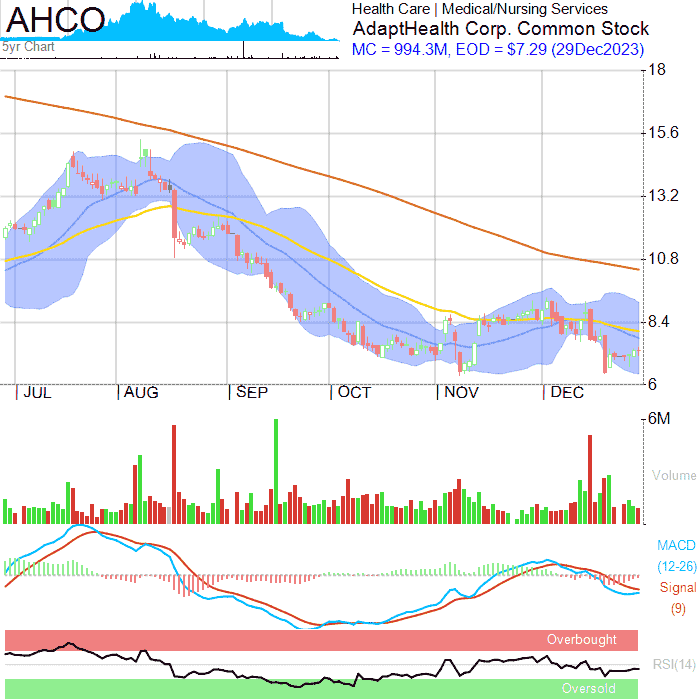 AHCO
5yr Chart
Health Care | Medical/Nursing Services
AdaptHealth Corp. Common Stock
MC = 994.3M, EOD = $7.29 (29Dec2023)
18
15.6
13.2
10.8
8.4
6
JUL
AUG
SEP
OCT
NOV
DEC
6M
Volume
MACD
(12-26)
Signal
(9)
Overbought
RSI(14)
Oversold